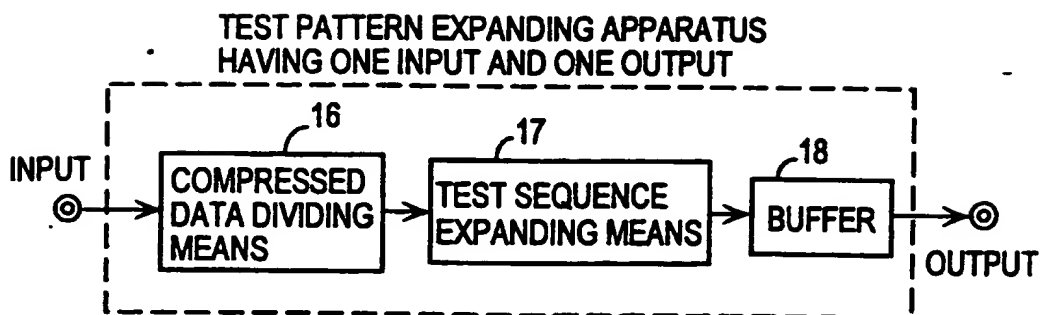 TEST PATTERN EXPANDING APPARATUS
HAVING ONE INPUT AND ONE OUTPUT
16
17
18
INPUT
COMPRESSED
DATA DIVIDING
MEANS
TEST SEQUENCE
EXPANDING MEANS
BUFFER
OUTPUT